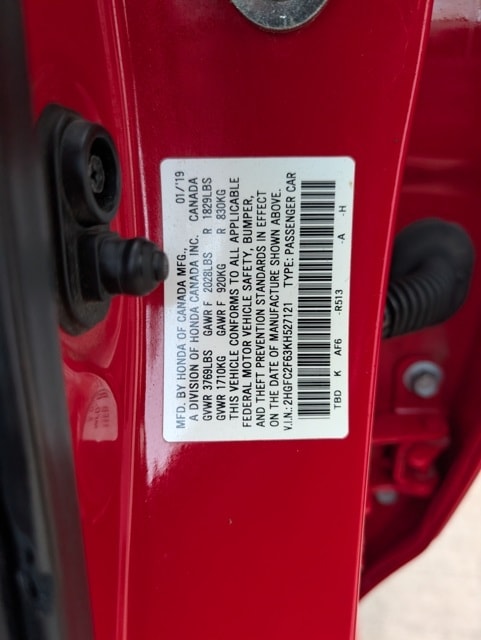 MFD. BY HONDA OF CANADA MFG., 01/'19
A DIVISION OF HONDA CANADA INC. CANADA
GVWR 3769LBS GAWR F 2028LBS R 1829LBS
GVWR 1710KG GAWR F 920KG R 830KG
THIS VEHICLE CONFORMS TO ALL APPLICABLE
FEDERAL MOTOR VEHICLE SAFETY, BUMPER,
AND THEFT PREVENTION STANDARDS IN EFFECT
ON THE DATE OF MANUFACTURE SHOWN ABOVE.
V.I.N.: 2HGFC2F63KH527121 TYPE: PASSENGER CAR
TBD K AF6 -R513 -A -H